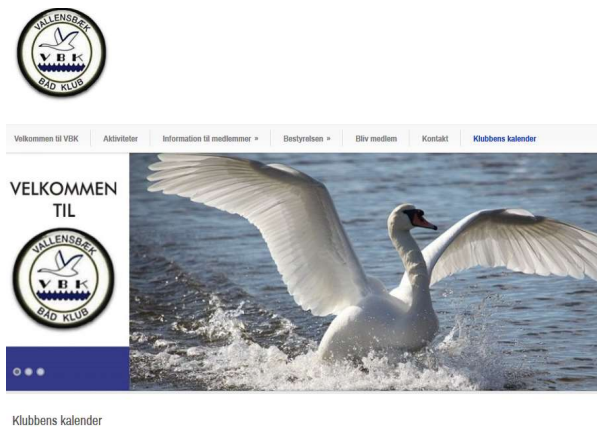 VALLENSBÆK
VBK
BÅD KLUB
Velkommen til VBK Aktiviteter Information til medlemmer » Bestyrelsen » Bliv medlem Kontakt Klubbens kalender
VELKOMMEN
TIL
VALLENSBÆK
VBK
BÅD KLUB
Klubbens kalender